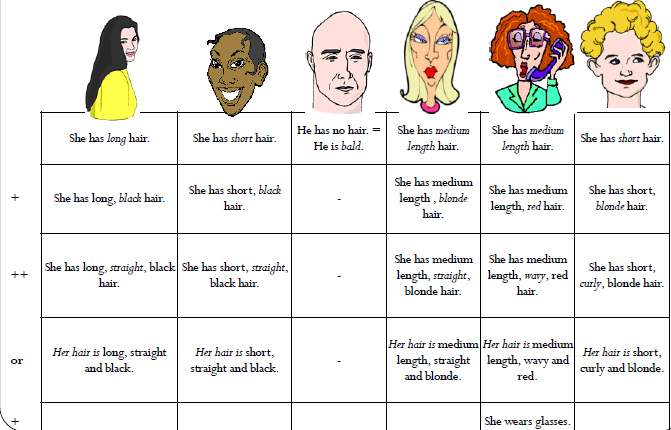 She has long hair.
She has short hair.
He has no hair. =
He is bald.
She has medium
length hair.
She has medium
length hair.
She has short hair.
+
She has long, black hair.
She has short, black
hair.
-
She has medium
length , blonde
hair.
She has medium
length, red hair.
She has short,
blonde hair.
++
She has long, straight, black
hair.
She has short, straight,
black hair.
-
She has medium
length, straight,
blonde hair.
She has medium
length, wavy, red
hair.
She has short,
curly, blonde hair.
or
Her hair is long, straight
and black.
Her hair is short,
straight and black.
-
Her hair is medium
length, straight
and blonde.
Her hair is medium
length, wavy and
red.
Her hair is short,
curly and blonde.
+
She wears glasses.